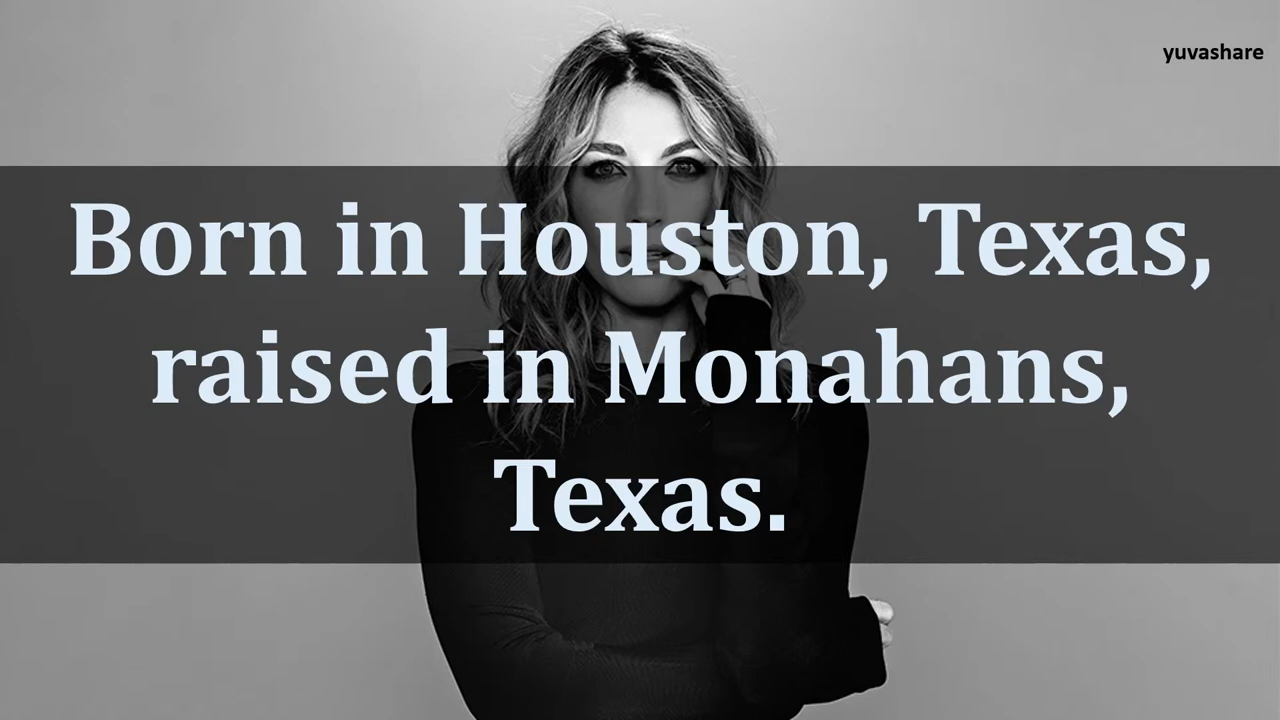 yuvashare
Born in Houston, Texas,
raised in Monahans,
Texas.